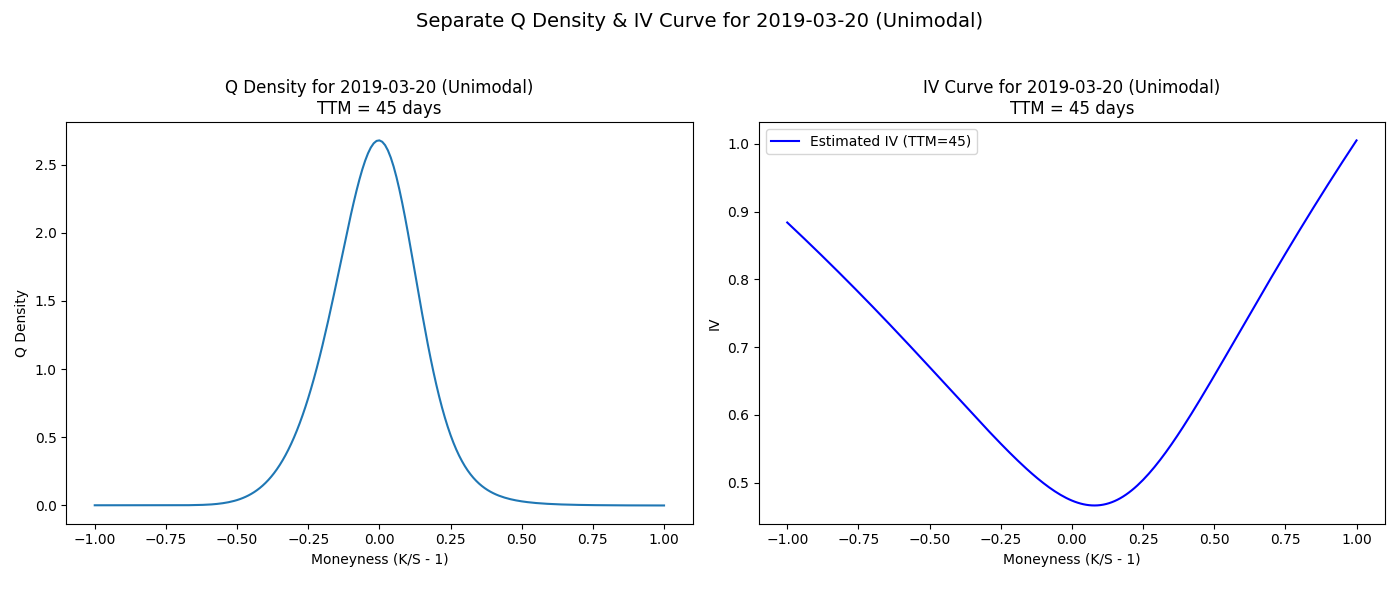 Separate Q Density & IV Curve for 2019-03-20 (Unimodal)
Q Density for 2019-03-20 (Unimodal)
TTM = 45 days
Q Density
2.5
2.0
1.5
1.0
0.5
0.0
−1.00 −0.75 −0.50 −0.25 0.00 0.25 0.50 0.75 1.00
Moneyness (K/S - 1)
IV Curve for 2019-03-20 (Unimodal)
TTM = 45 days
Estimated IV (TTM=45)
IV
1.0
0.9
0.8
0.7
0.6
0.5
−1.00 −0.75 −0.50 −0.25 0.00 0.25 0.50 0.75 1.00
Moneyness (K/S - 1)